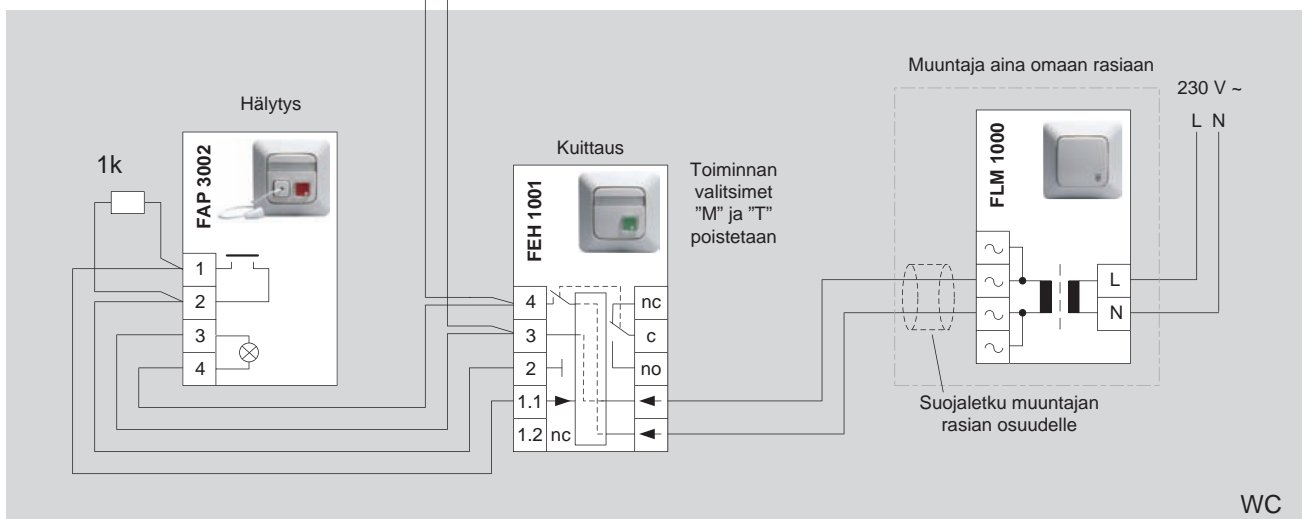 Hälytys
1k
FAP 3002
1
2
3
4
Kuittaus
FEH 1001
4
3
2
1.1
1.2
nc
nc
c
no
Toiminnan
valitsimet
”M” ja ”T”
poistetaan
Muuntaja aina omaan rasiaan
FLM 1000
L
N
230 V ~
L N
Suojaletku muuntajan
rasian osuudelle
WC